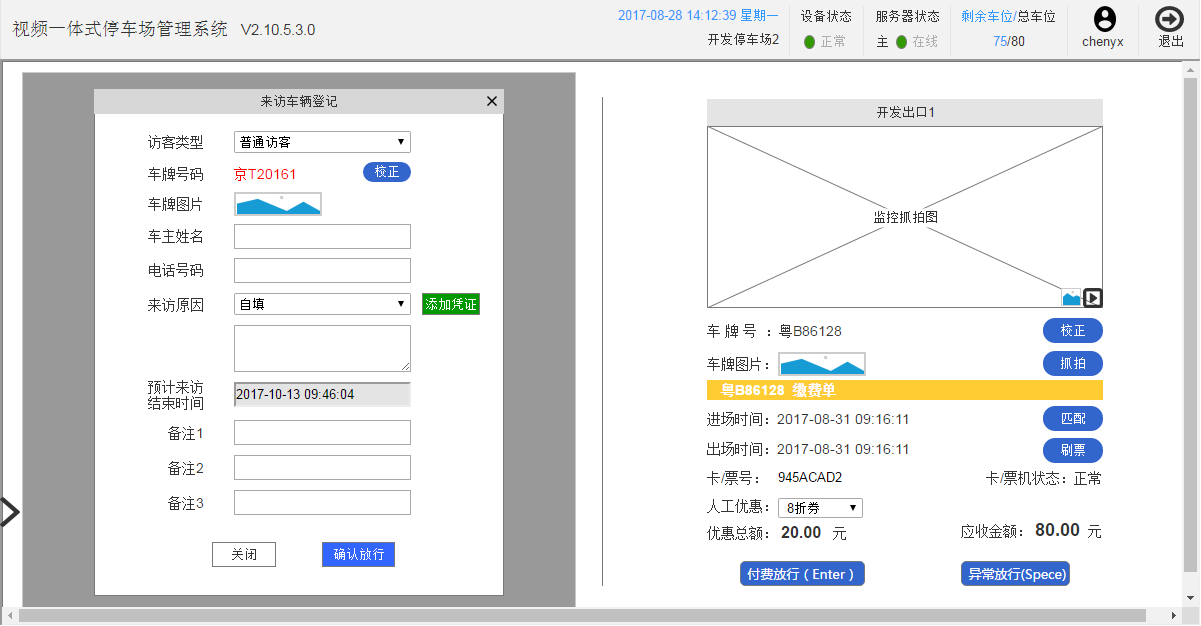 视频一体式停车场管理系统 V2.10.5.3.0
2017-08-28 14:12:39 星期一
开发停车场2
设备状态
正常
服务器状态
主 在线
剩余车位/总车位
75/80
chenyx
退出
来访车辆登记 ×
访客类型 普通访客
车牌号码 京T20161 校正
车牌图片
车主姓名
电话号码
来访原因 自填 添加凭证
预计来访
结束时间 2017-10-13 09:46:04
备注1
备注2
备注3
关闭 确认放行
开发出口1
监控抓拍图
车 牌 号 ：粤B86128 校正
车牌图片： 抓拍
粤B86128 缴费单
进场时间：2017-08-31 09:16:11 匹配
出场时间：2017-08-31 09:16:11 刷票
卡/票号： 945ACAD2 卡/票机状态：正常
人工优惠： 8折券
优惠总额： 20.00 元 应收金额： 80.00 元
付费放行（Enter） 异常放行(Spece)